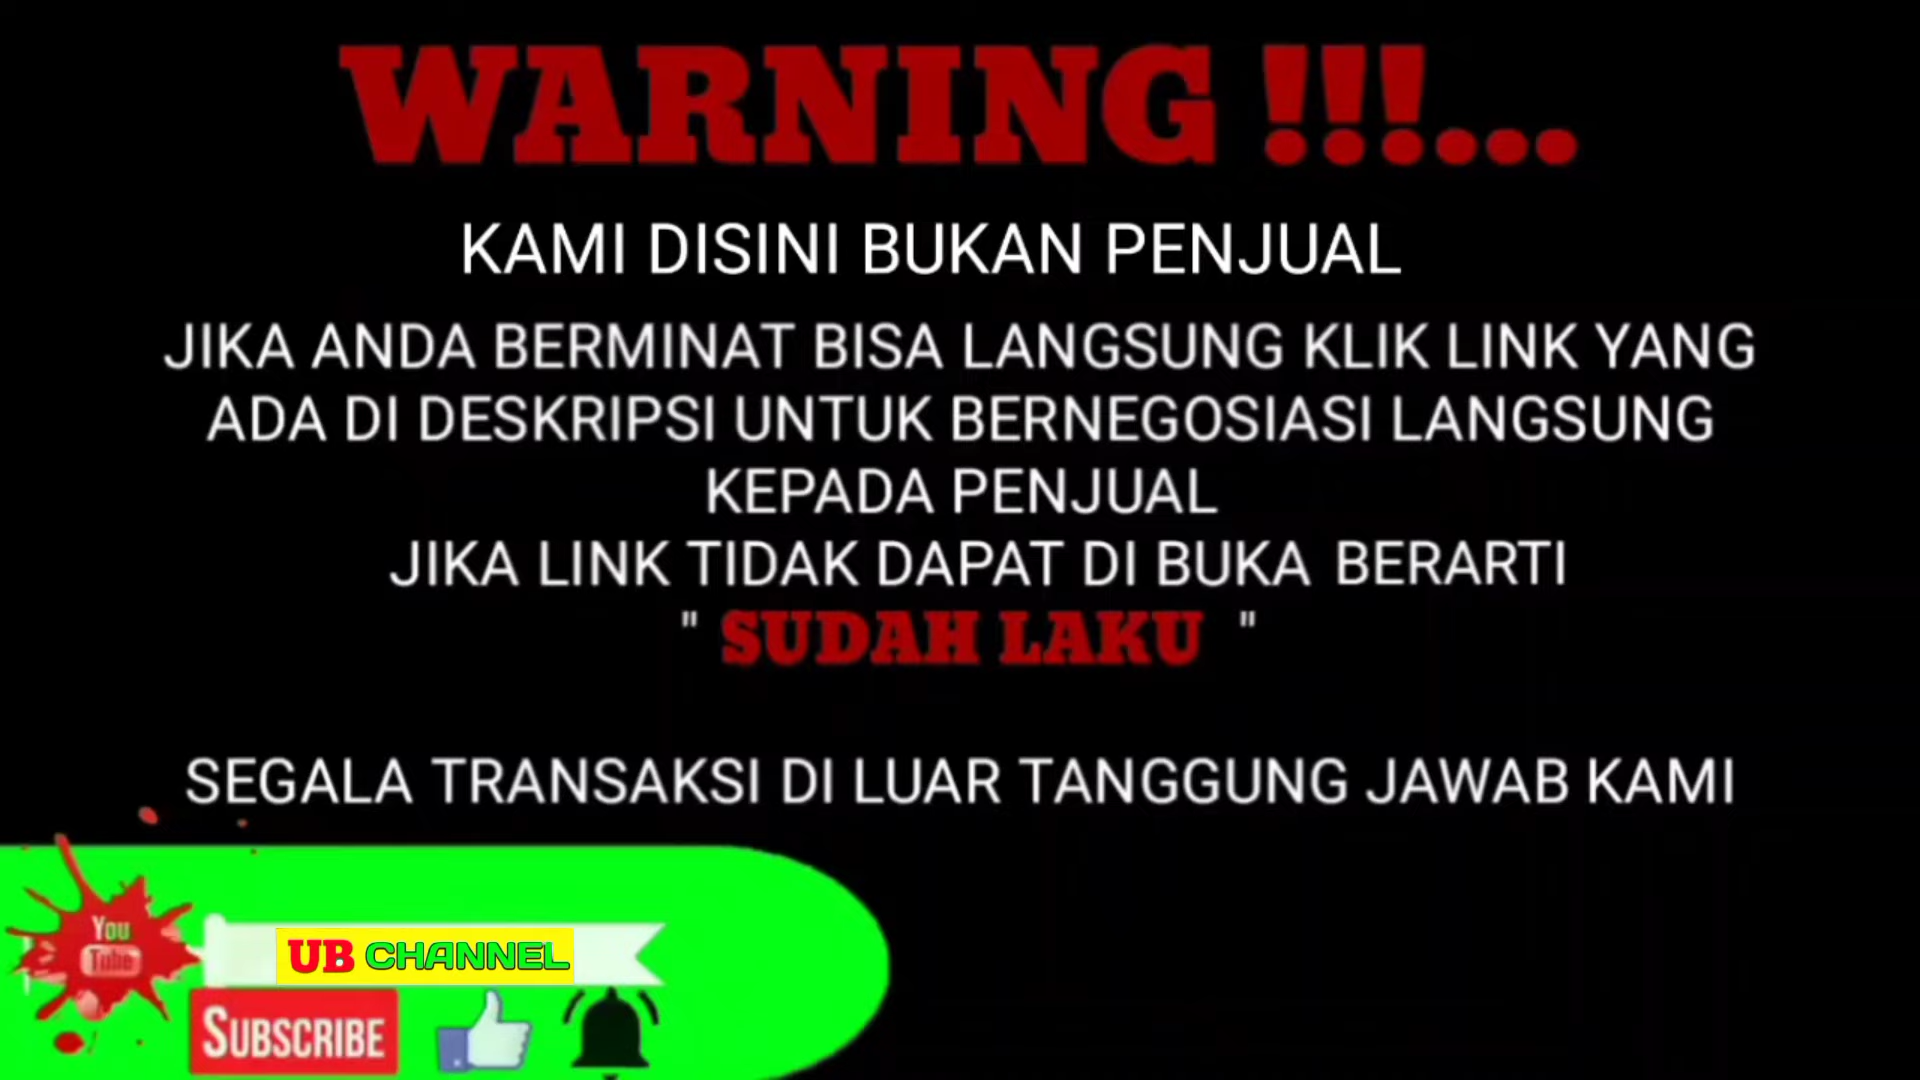 WARNING !!!...
KAMI DISINI BUKAN PENJUAL
JIKA ANDA BERMINAT BISA LANGSUNG KLIK LINK YANG
ADA DI DESKRIPSI UNTUK BERNEGOSIASI LANGSUNG
KEPADA PENJUAL
JIKA LINK TIDAK DAPAT DI BUKA BERARTI
" SUDAH LAKU "
SEGALA TRANSAKSI DI LUAR TANGGUNG JAWAB KAMI
You
Tube
UB CHANNEL
SUBSCRIBE